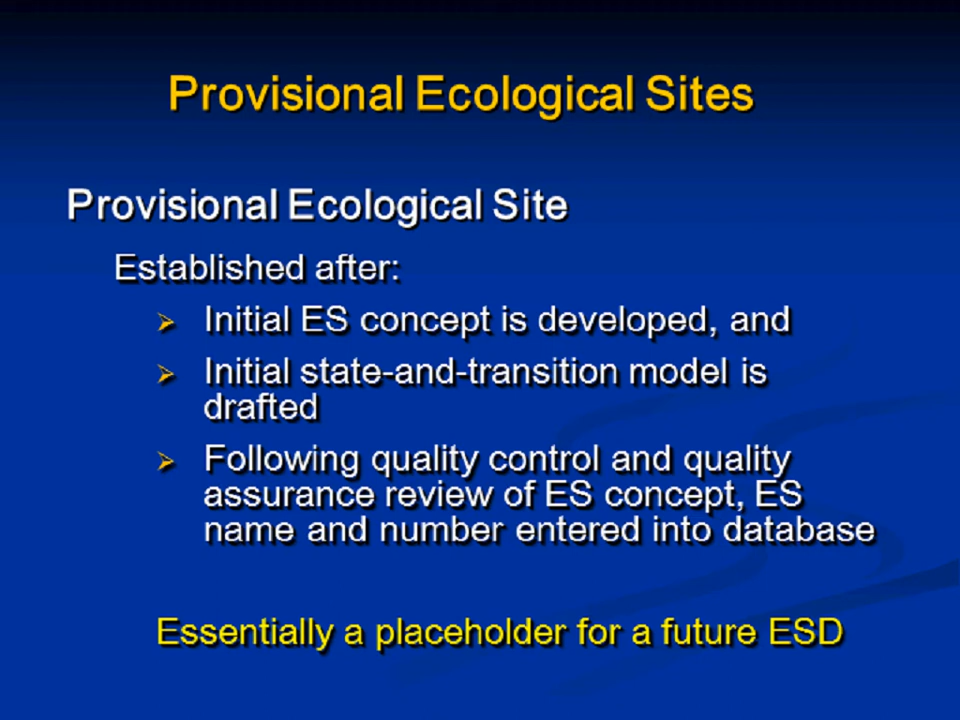 Provisional Ecological Sites
Provisional Ecological Site
Established after:
Initial ES concept is developed, and
Initial state-and-transition model is
drafted
Following quality control and quality
assurance review of ES concept, ES
name and number entered into database
Essentially a placeholder for a future ESD